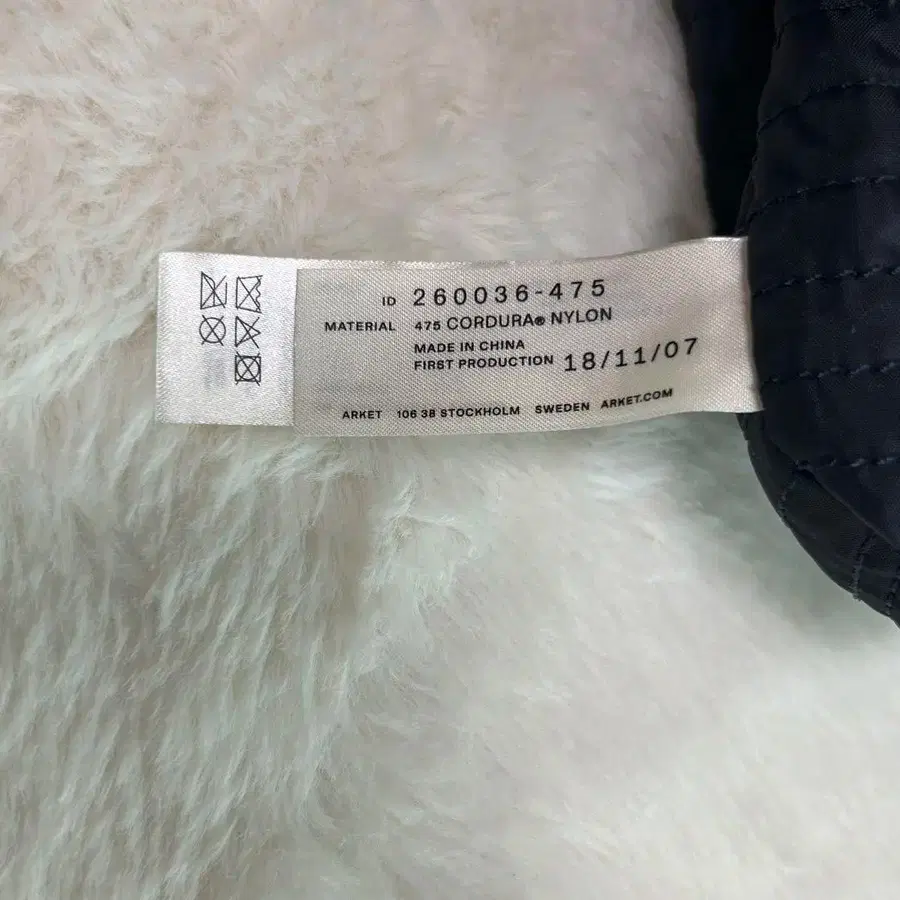 ID 260036-475
MATERIAL 475 CORDURA® NYLON
MADE IN CHINA
FIRST PRODUCTION 18/11/07
ARKET 106 38 STOCKHOLM SWEDEN ARKET.COM